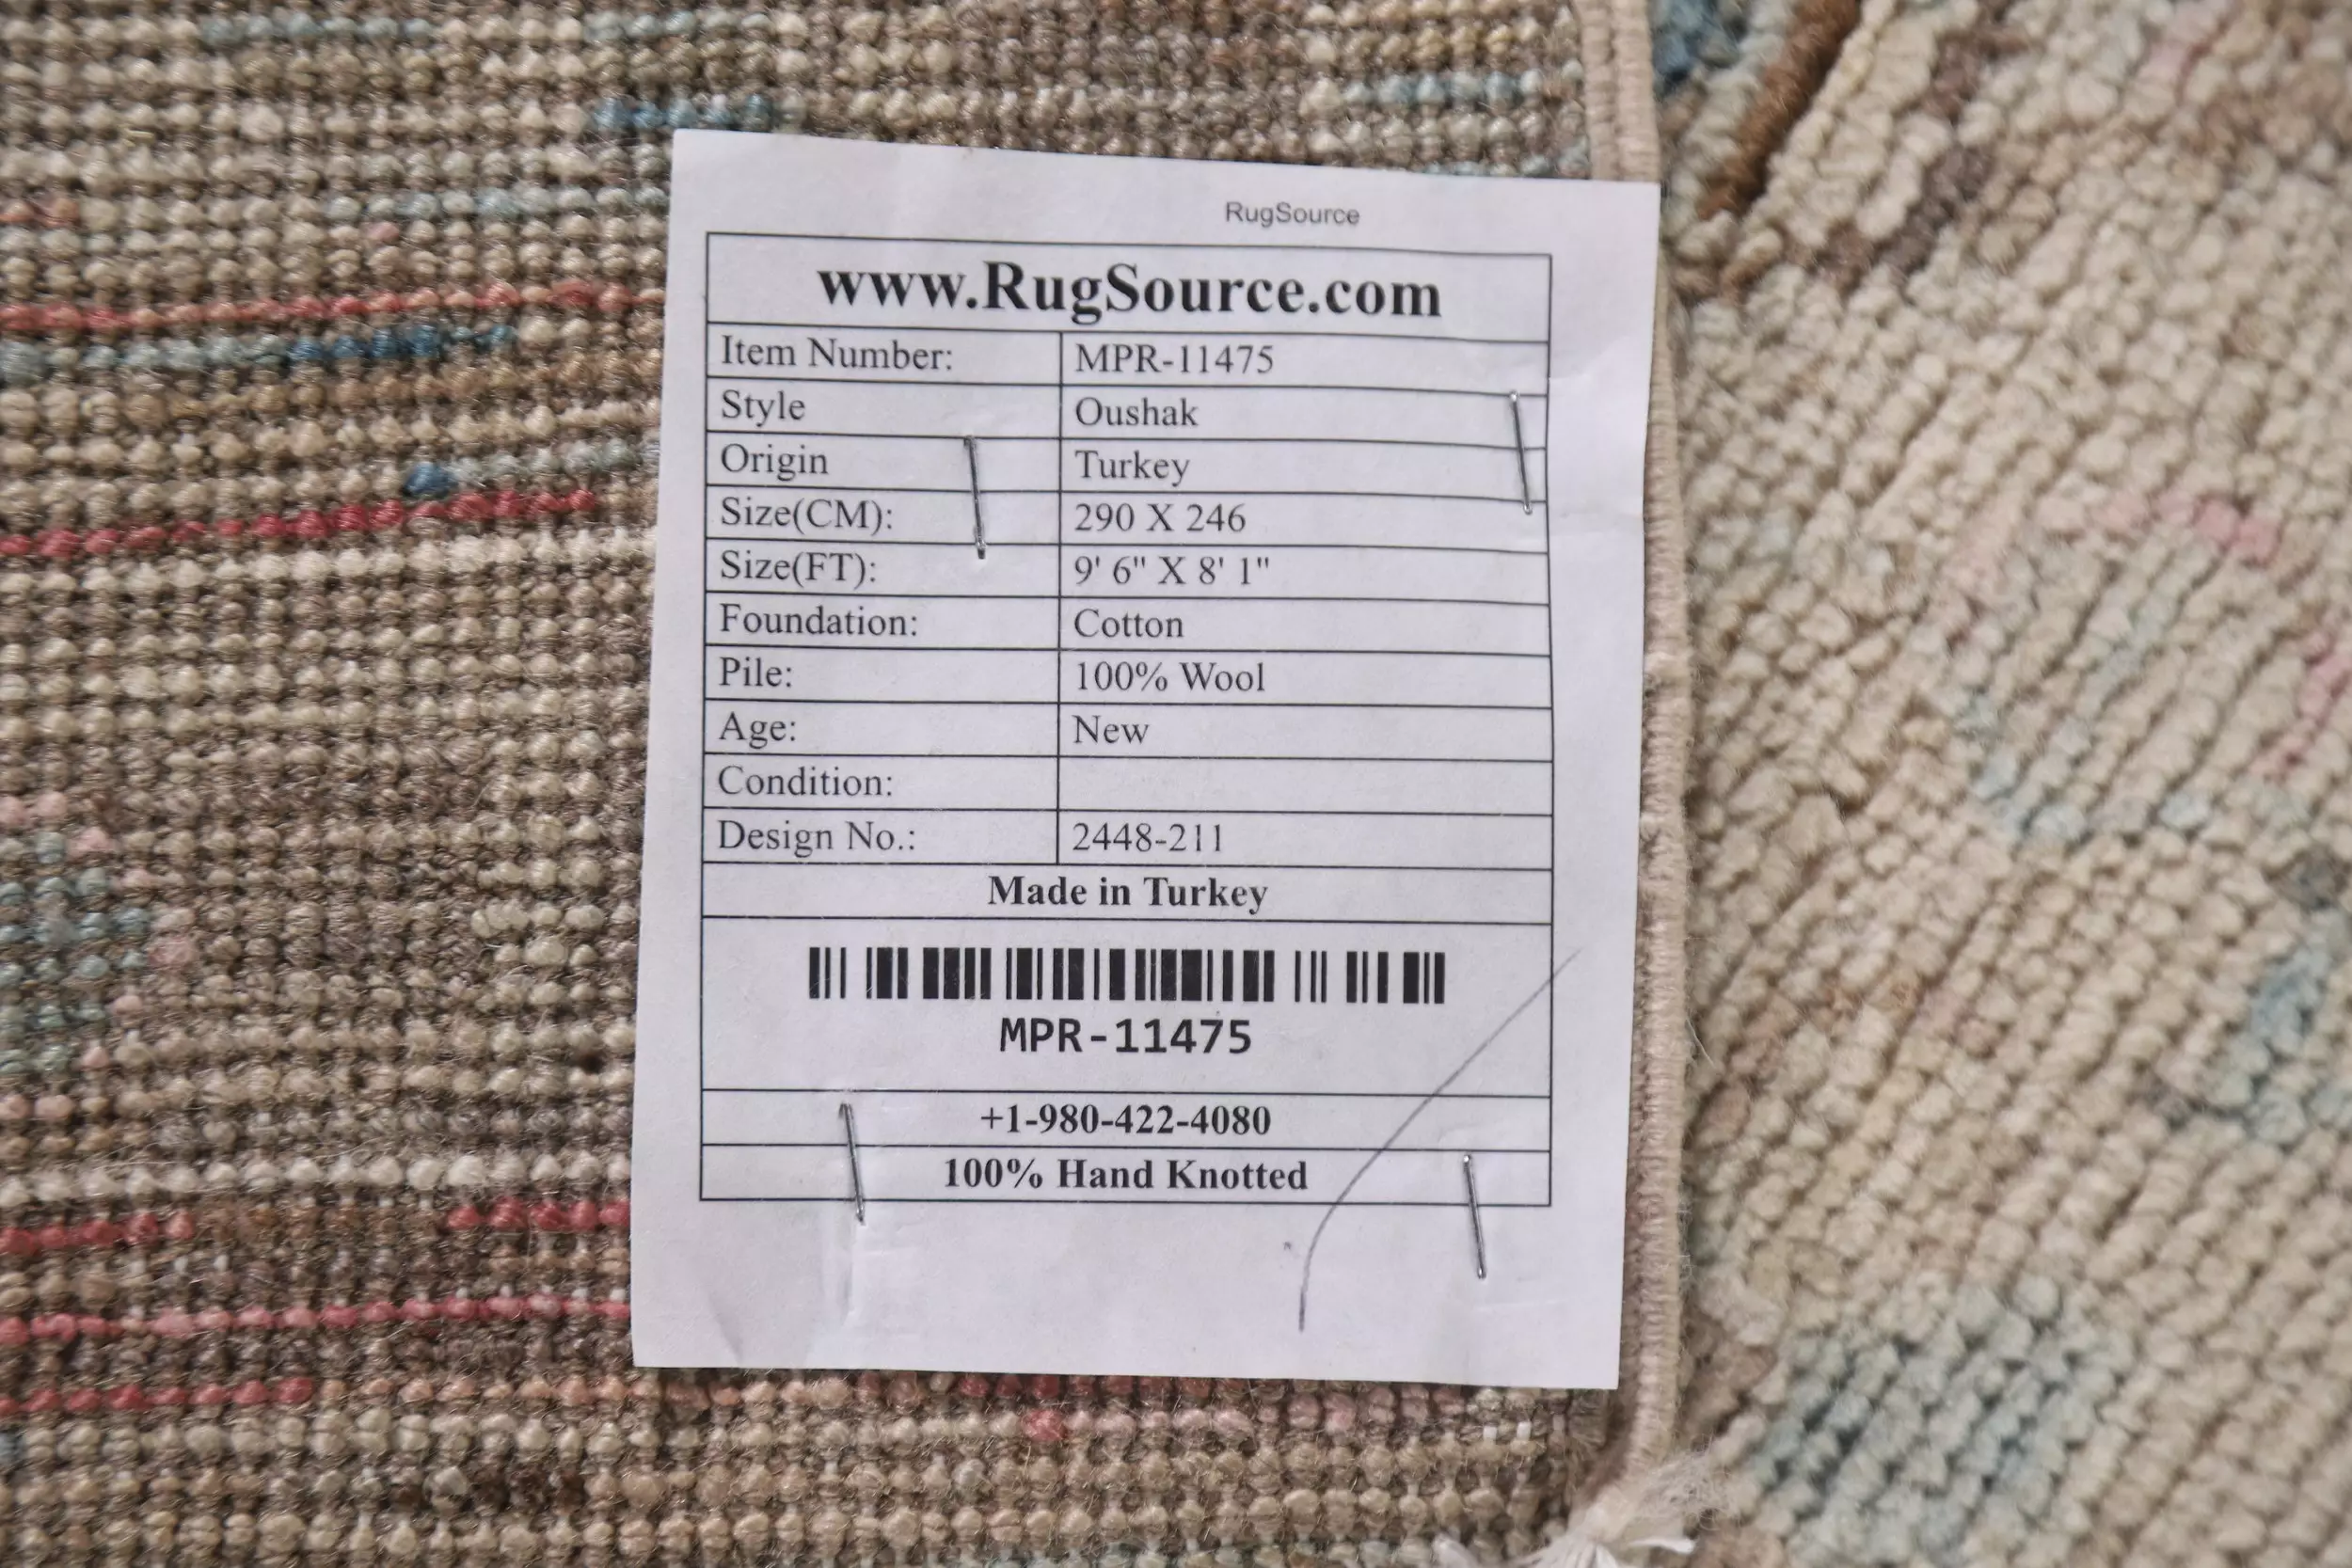 RugSource
www.RugSource.com
Item Number: MPR-11475
Style Oushak
Origin Turkey
Size(CM): 290 X 246
Size(FT): 9' 6" X 8' 1"
Foundation: Cotton
Pile: 100% Wool
Age: New
Condition:
Design No.: 2448-211
Made in Turkey
MPR-11475
+1-980-422-4080
100% Hand Knotted